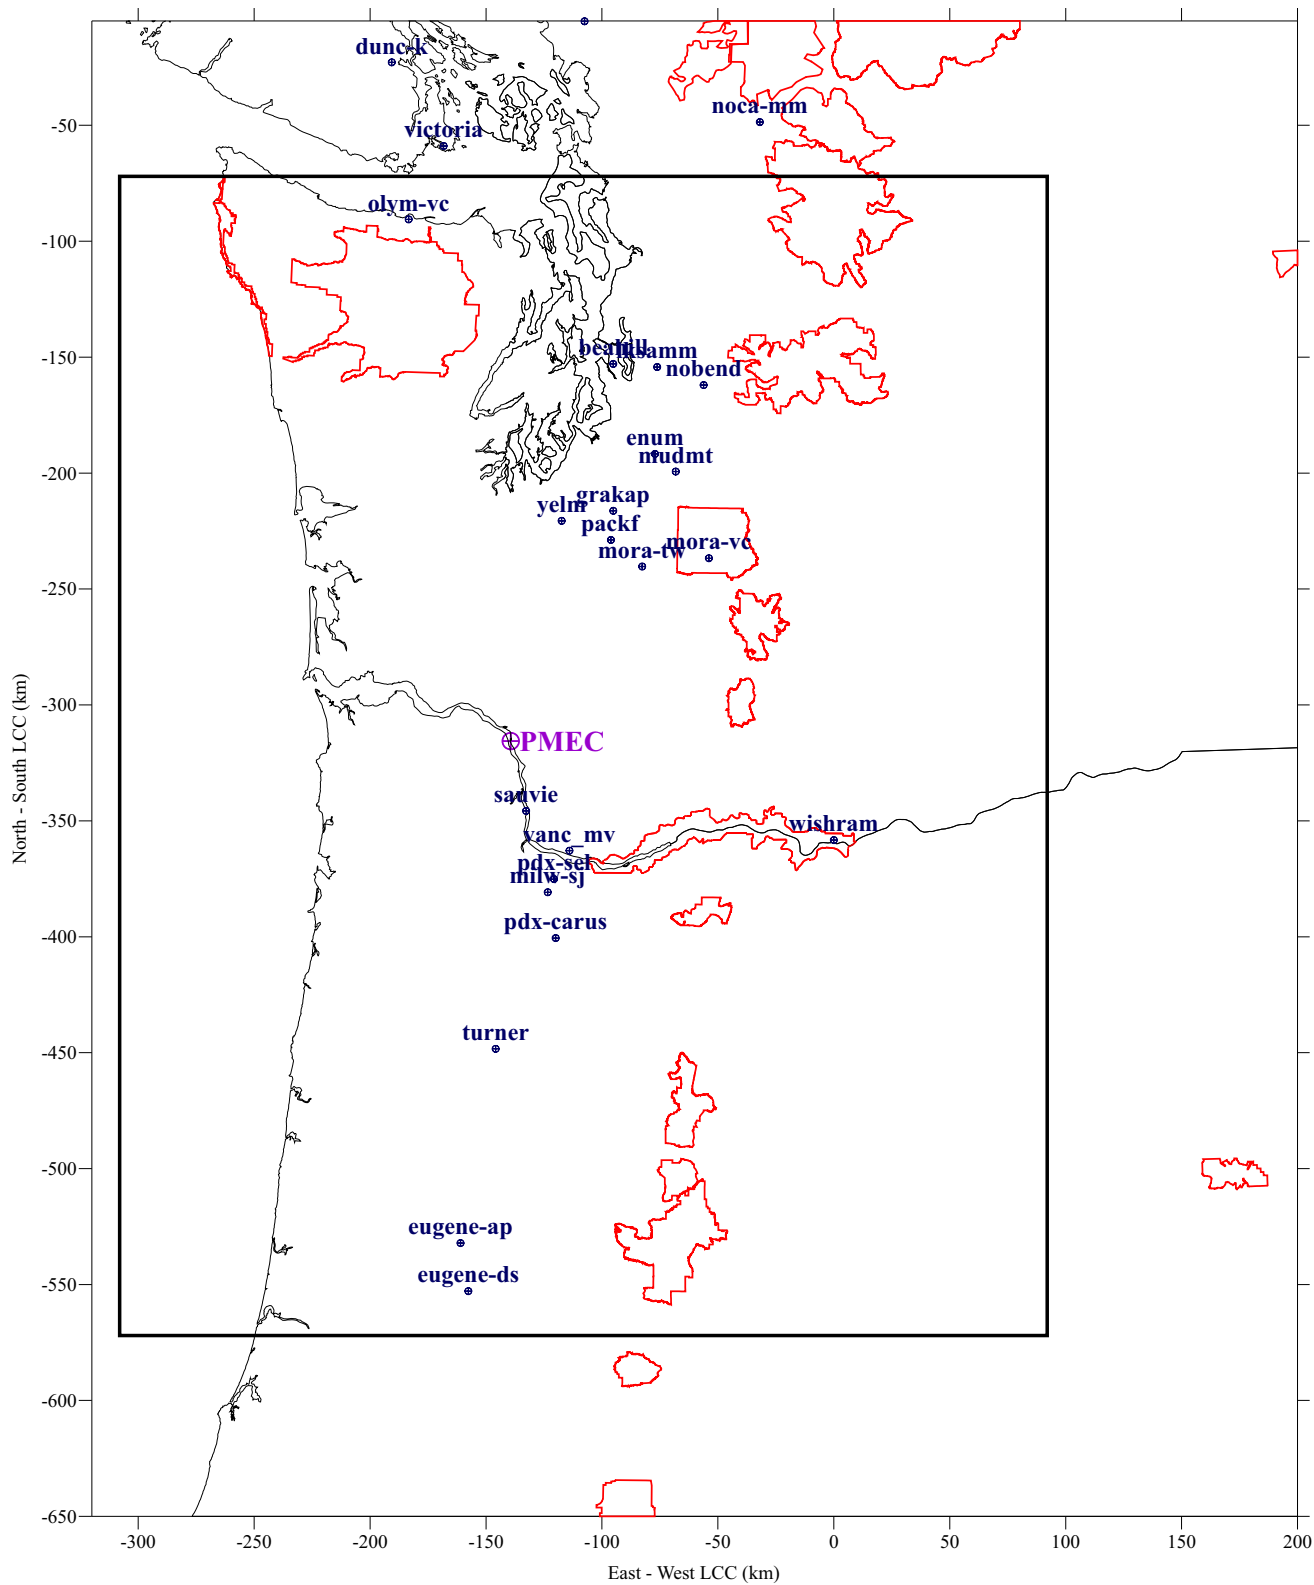 dunc-k
noca-mm
-50
victoria
olym-vc
-100
-150
beahill
lksamm
nobend
enum
mudmt
-200
grakap
yelm
packf
mora-vc
mora-tw
-250
-300
PMEC
North - South LCC (km)
sauvie
wishram
-350
vanc_mv
pdx-sel
milw-sj
pdx-carus
-400
turner
-450
-500
eugene-ap
eugene-ds
-550
-600
-650
-300 -250 -200 -150 -100 -50 0 50 100 150 200
East - West LCC (km)